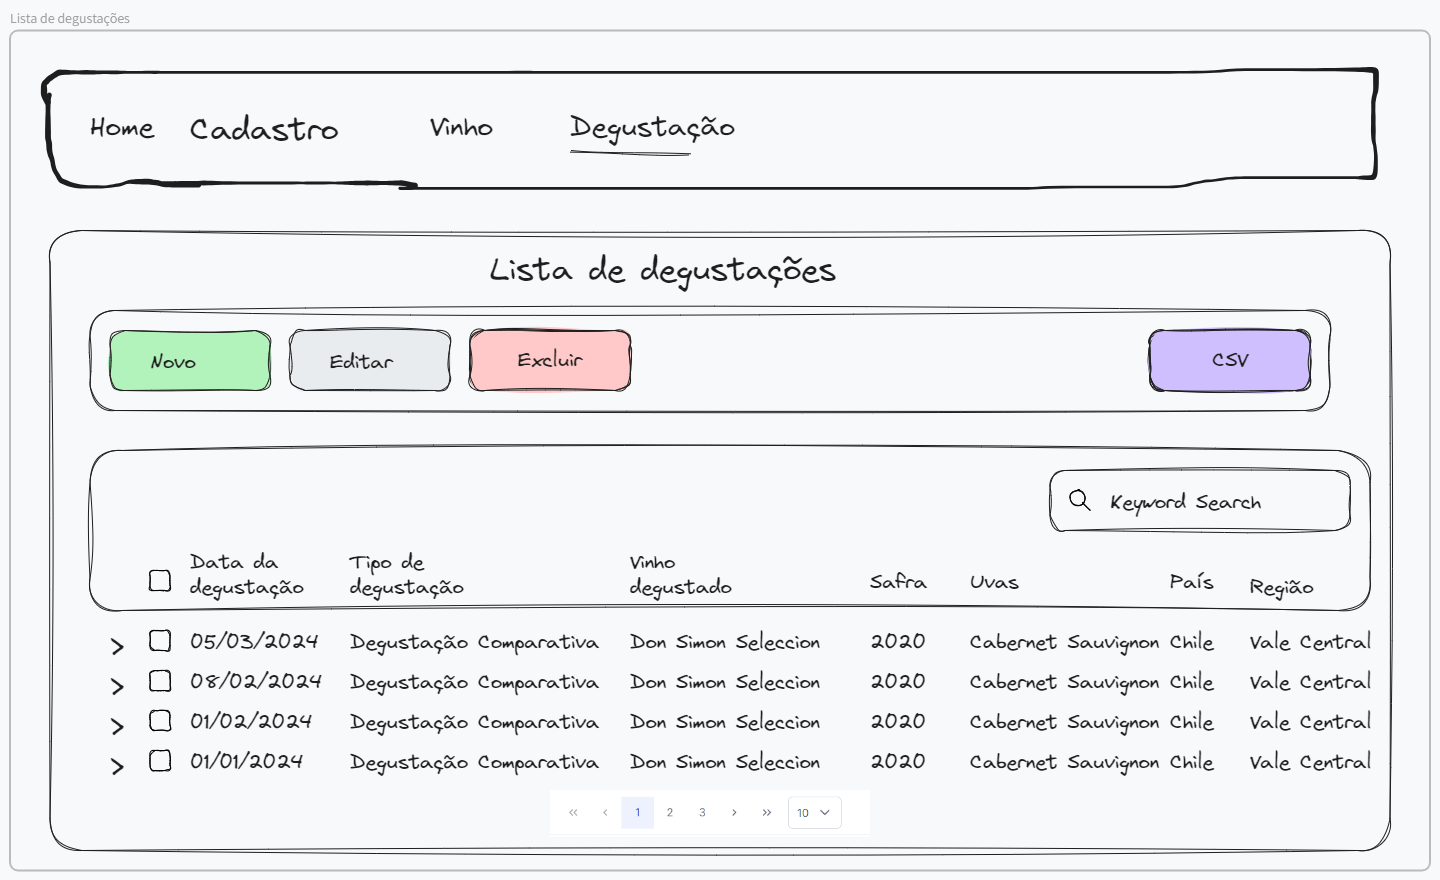 Lista de degustações
Home Cadastro Vinho Degustação
Lista de degustações
Novo Editar Excluir CSV
Keyword Search
Data da degustação Tipo de degustação Vinho degustado Safra Uvas País Região
05/03/2024 Degustação Comparativa Don Simon Seleccion 2020 Cabernet Sauvignon Chile Vale Central
08/02/2024 Degustação Comparativa Don Simon Seleccion 2020 Cabernet Sauvignon Chile Vale Central
01/02/2024 Degustação Comparativa Don Simon Seleccion 2020 Cabernet Sauvignon Chile Vale Central
01/01/2024 Degustação Comparativa Don Simon Seleccion 2020 Cabernet Sauvignon Chile Vale Central
« ‹ 1 2 3 › » 10